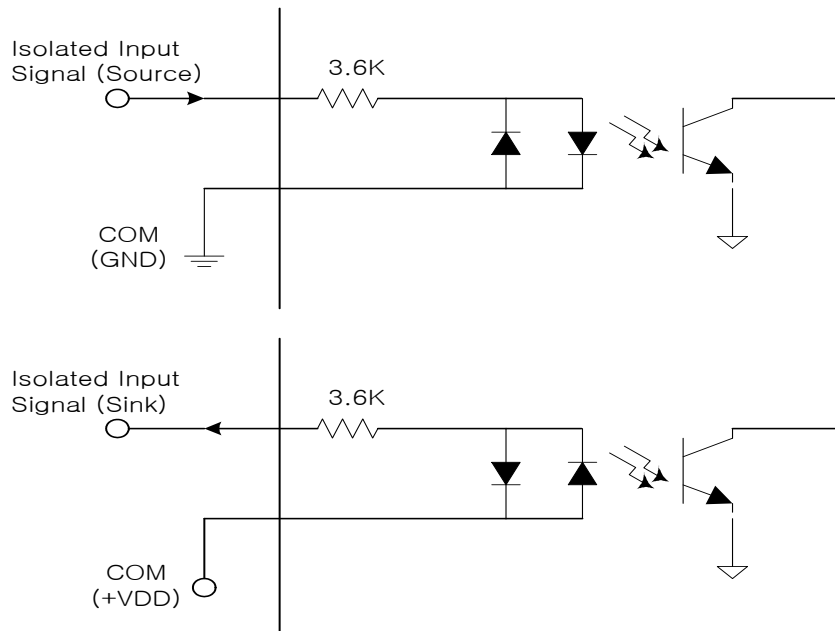 Isolated Input
Signal (Source)
3.6K
COM
(GND)
Isolated Input
Signal (Sink)
3.6K
COM
(+VDD)